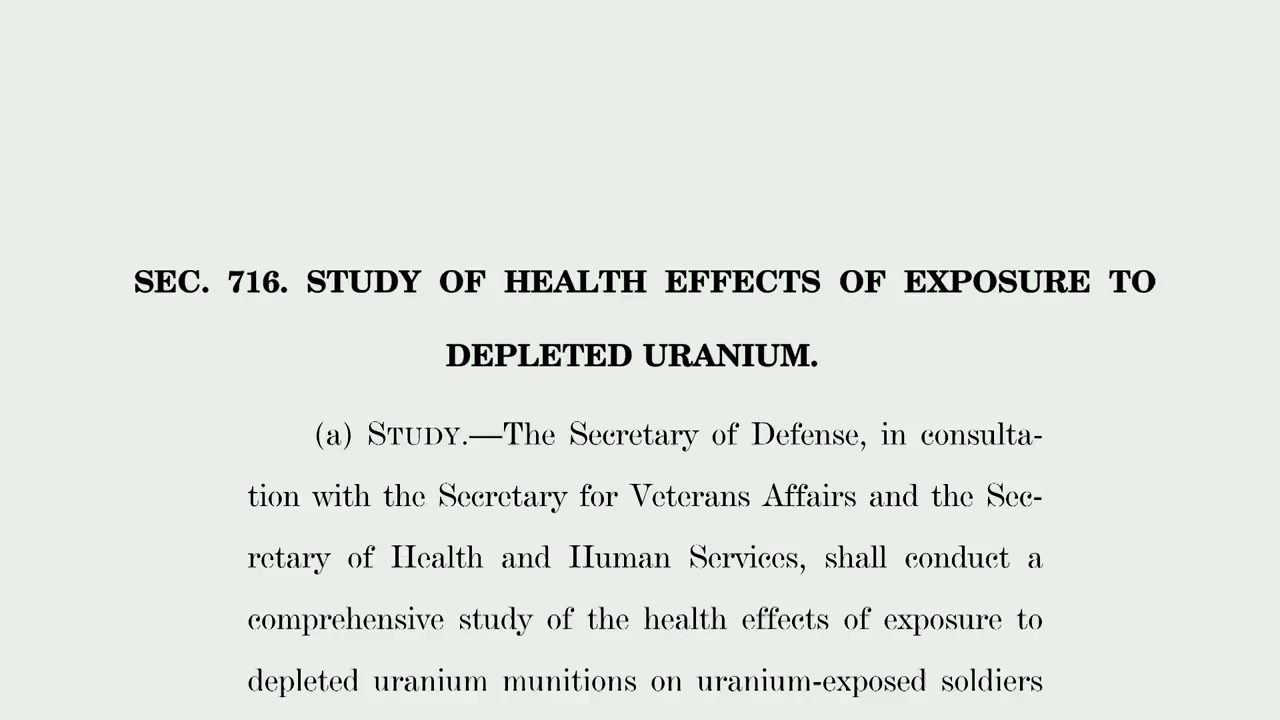 SEC. 716. STUDY OF HEALTH EFFECTS OF EXPOSURE TO
DEPLETED URANIUM.
(a) STUDY.—The Secretary of Defense, in consulta-
tion with the Secretary for Veterans Affairs and the Sec-
retary of Health and Human Services, shall conduct a
comprehensive study of the health effects of exposure to
depleted uranium munitions on uranium-exposed soldiers